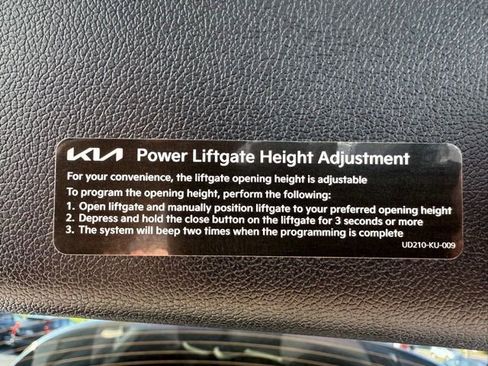 KIA Power Liftgate Height Adjustment
For your convenience, the liftgate opening height is adjustable
To program the opening height, perform the following:
1. Open liftgate and manually position liftgate to your preferred opening height
2. Depress and hold the close button on the liftgate for 3 seconds or more
3. The system will beep two times when the programming is complete
UD210-KU-009